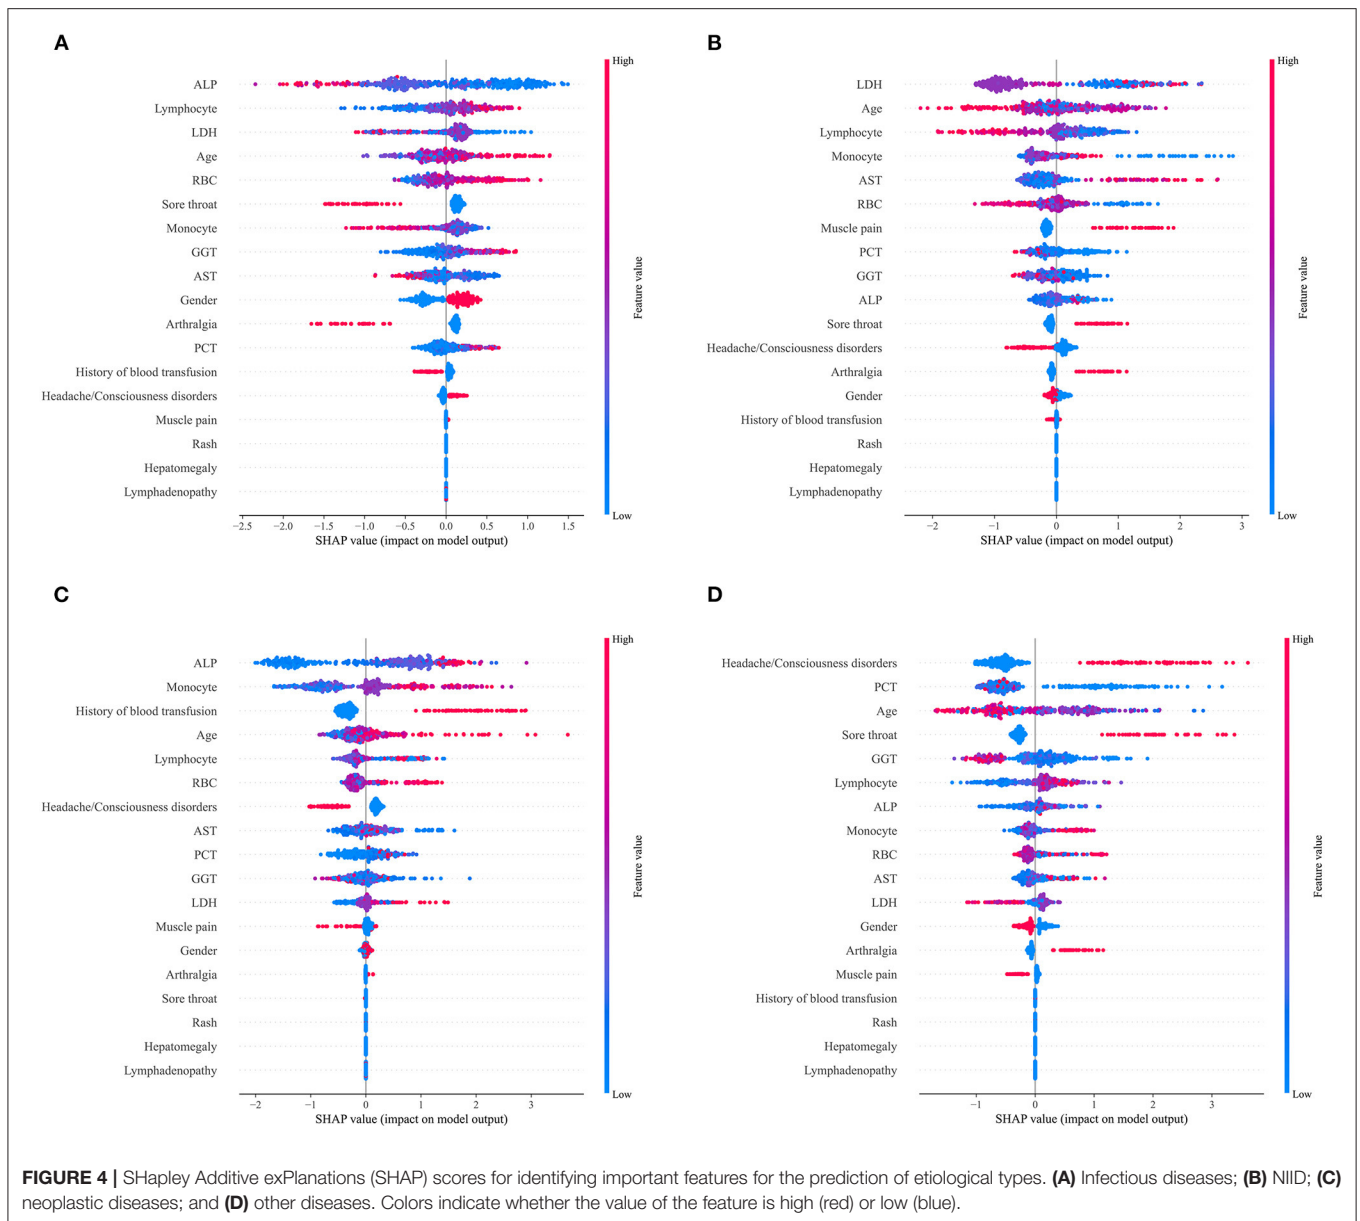 A
High
ALP
Lymphocyte
LDH
Age
RBC
Sore throat
Monocyte
GGT
AST
Gender
Arthralgia
PCT
History of blood transfusion
Headache/Consciousness disorders
Muscle pain
Rash
Hepatomegaly
Lymphadenopathy
Feature value
Low
−2.5 −2.0 −1.5 −1.0 −0.5 0.0 0.5 1.0 1.5
SHAP value (impact on model output)
B
High
LDH
Age
Lymphocyte
Monocyte
AST
RBC
Muscle pain
PCT
GGT
ALP
Sore throat
Headache/Consciousness disorders
Arthralgia
Gender
History of blood transfusion
Rash
Hepatomegaly
Lymphadenopathy
Feature value
Low
−2 −1 0 1 2 3
SHAP value (impact on model output)
C
High
ALP
Monocyte
History of blood transfusion
Age
Lymphocyte
RBC
Headache/Consciousness disorders
AST
PCT
GGT
LDH
Muscle pain
Gender
Arthralgia
Sore throat
Rash
Hepatomegaly
Lymphadenopathy
Feature value
Low
−2 −1 0 1 2 3
SHAP value (impact on model output)
D
High
Headache/Consciousness disorders
PCT
Age
Sore throat
GGT
Lymphocyte
ALP
Monocyte
RBC
AST
LDH
Gender
Arthralgia
Muscle pain
History of blood transfusion
Rash
Hepatomegaly
Lymphadenopathy
Feature value
Low
−1 0 1 2 3
SHAP value (impact on model output)
FIGURE 4 | SHapley Additive exPlanations (SHAP) scores for identifying important features for the prediction of etiological types. (A) Infectious diseases; (B) NIID; (C)
neoplastic diseases; and (D) other diseases. Colors indicate whether the value of the feature is high (red) or low (blue).